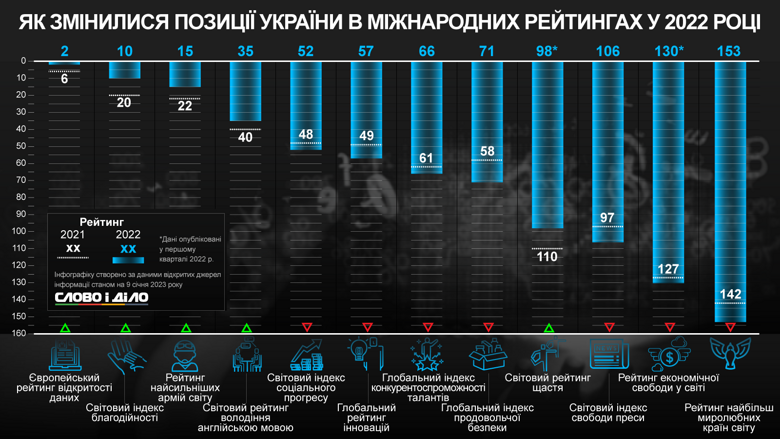 ЯК ЗМІНИЛИСЯ ПОЗИЦІЇ УКРАЇНИ В МІЖНАРОДНИХ РЕЙТИНГАХ У 2022 РОЦІ
2 10 15 35 52 57 66 71 98* 106 130* 153
0
10
20
30
40
50
60
70
80
90
100
110
120
130
140
150
160
6
20
22
40
48
49
61
58
110
97
127
142
Рейтинг
2021 2022
XX XX
*Дані опубліковані
у першому
кварталі 2022 р.
Інфографіку створено за даними відкритих джерел
інформації станом на 9 січня 2023 року
СЛОВО І ДІЛО
Європейський
рейтинг відкритості
даних
Світовий індекс
благодійності
Рейтинг
найсильніших
армій світу
Світовий рейтинг
володіння
англійською мовою
Світовий індекс
соціального
прогресу
Глобальний
рейтинг
інновацій
Глобальний індекс
конкурентоспроможності
талантів
Глобальний індекс
продовольчої
безпеки
Світовий рейтинг
щастя
Світовий індекс
свободи преси
Рейтинг економічної
свободи у світі
Рейтинг найбільш
миролюбних
країн світу